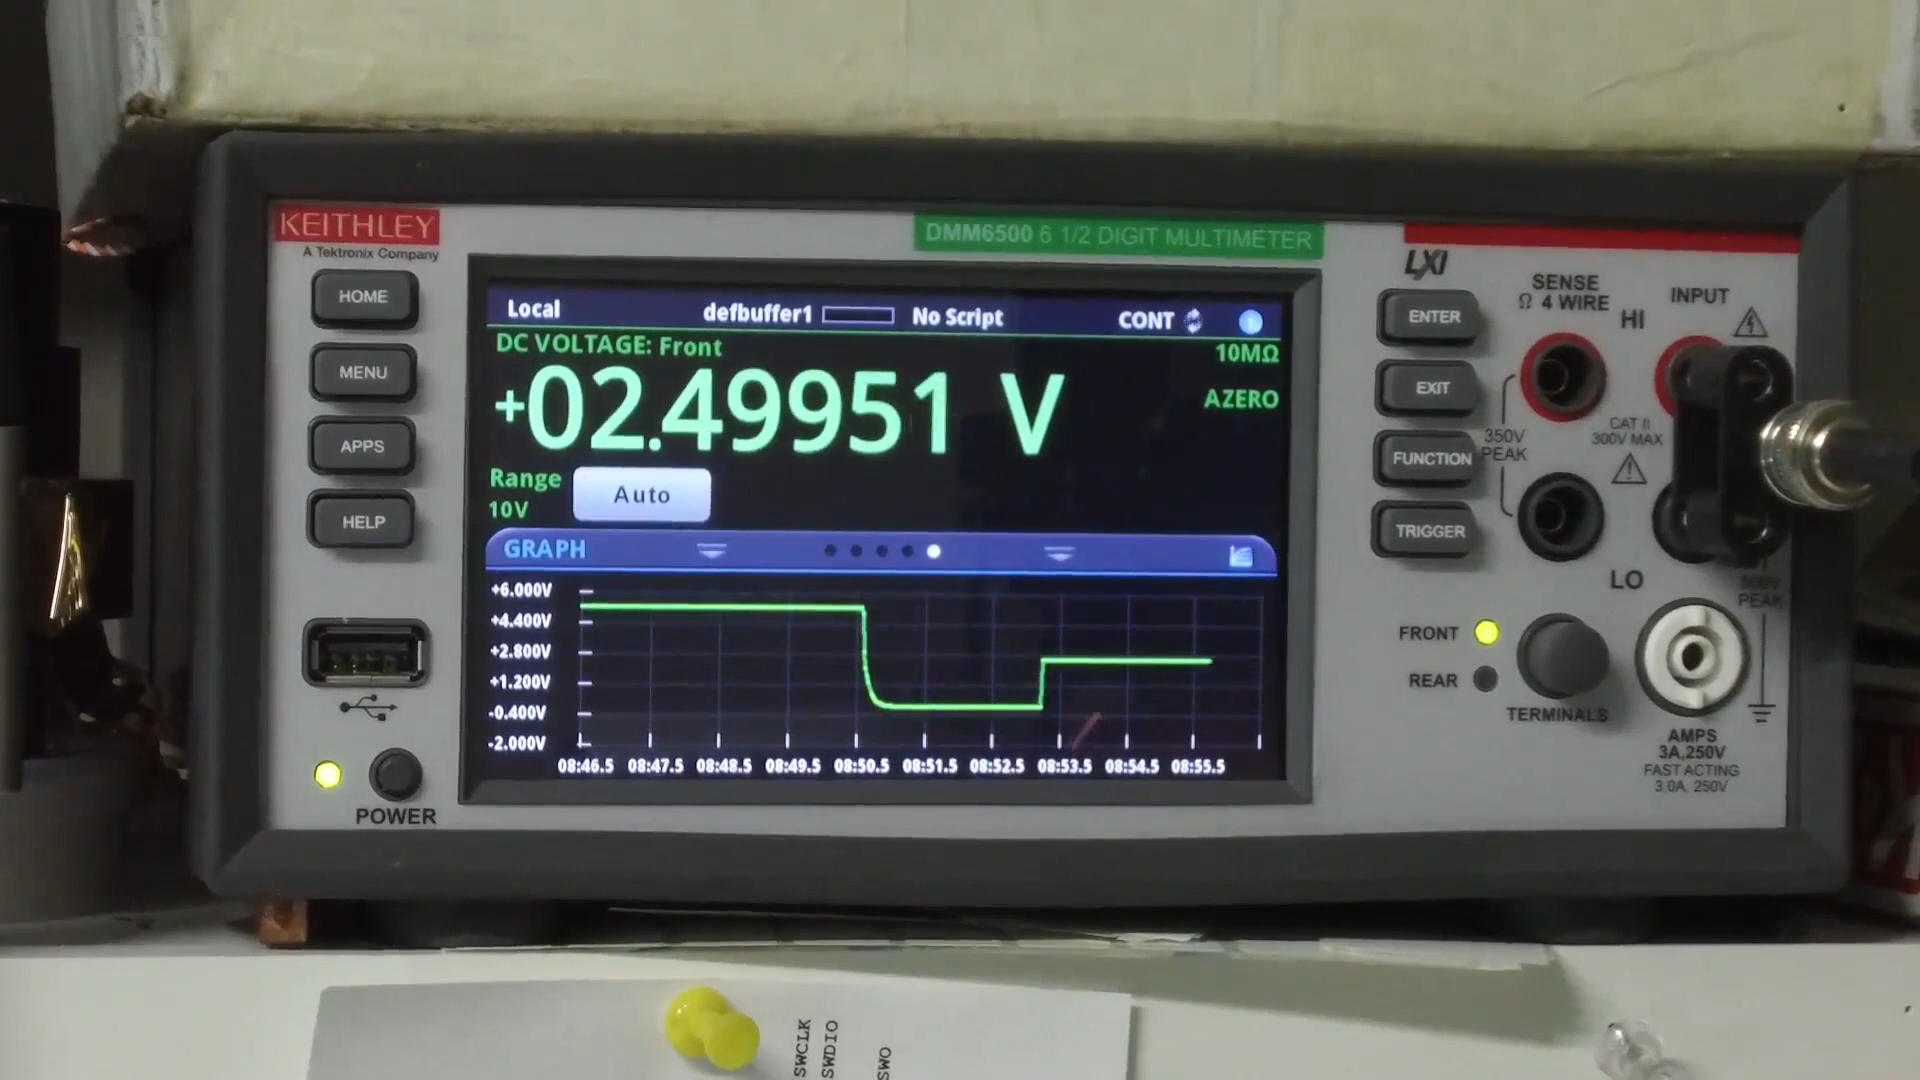 KEITHLEY
A Tektronix Company
DMM6500 6 1/2 DIGIT MULTIMETER
LXI
HOME
MENU
APPS
HELP
POWER
Local defbuffer1 No Script CONT
DC VOLTAGE: Front 10MΩ
+02.49951 V
AZERO
Range
10V
Auto
GRAPH
+6.000V
+4.400V
+2.800V
+1.200V
-0.400V
-2.000V
08:46.5 08:47.5 08:48.5 08:49.5 08:50.5 08:51.5 08:52.5 08:53.5 08:54.5 08:55.5
ENTER
EXIT
FUNCTION
TRIGGER
SENSE
Ω 4 WIRE
HI
INPUT
350V
PEAK
CAT II
300V MAX
LO
PEAK
FRONT
REAR
TERMINALS
AMPS
3A,250V
FAST ACTING
3.0A, 250V
SWCLK
SWDIO
SWO